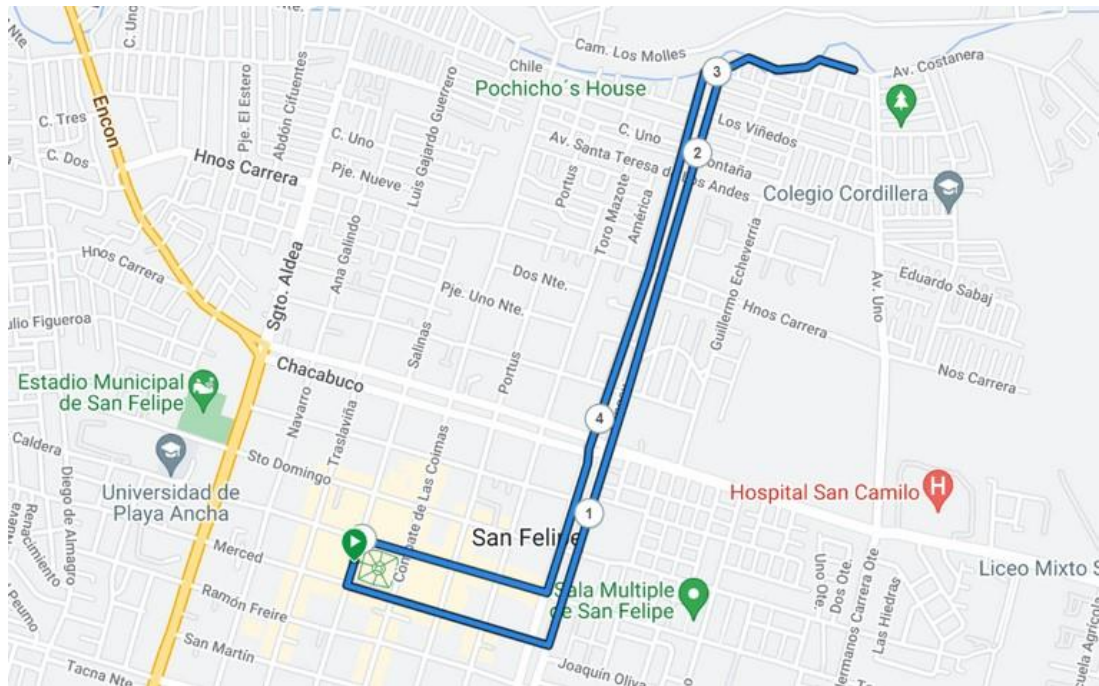 C. Uno
Cam. Los Molles
Av. Costanera
Chile
Pochicho´s House
Encon
Pje. El Estero
Abdón Cifuentes
Luis Gajardo Guerrero
C. Tres
C. Dos
C. Uno
Hnos Carrera
Pje. Nueve
C. Uno
Los Viñedos
Av. Santa Teresa de Los Andes
Portus
Toro Mazote
América
Colegio Cordillera
Ana Galindo
Sgto. Aldea
Hnos Carrera
Dos Nte.
Pje. Uno Nte.
Guillermo Echeverría
Hnos Carrera
Eduardo Sabaj
Av. Uno
Nos Carrera
Salinas
Portus
Chacabuco
Estadio Municipal
de San Felipe
Navarro
Traslaviña
Caldera
Sto Domingo
Combate de Las Coimas
Universidad de
Playa Ancha
Diego de Almagro
Renacimiento
Nueva
Hospital San Camilo
H
San Felipe
Merced
Ramón Freire
San Martín
Peumo
Tacna Nte.
Sala Multiple
de San Felipe
Joaquín Oliva
Uno Ote.
Dos Ote.
Hermanos Carrera Ote
Las Hiedras
Liceo Mixto S
1
2
3
4